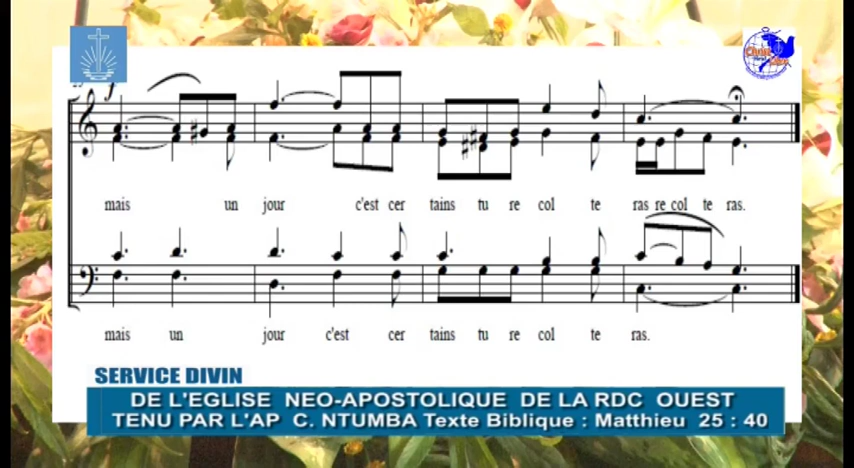 mais un jour c'est cer tains tu re col te ras re col te ras.
mais un jour c'est cer tains tu re col te ras.
SERVICE DIVIN
DE L'EGLISE NEO-APOSTOLIQUE DE LA RDC OUEST
TENU PAR L'AP C. NTUMBA Texte Biblique : Matthieu 25 : 40